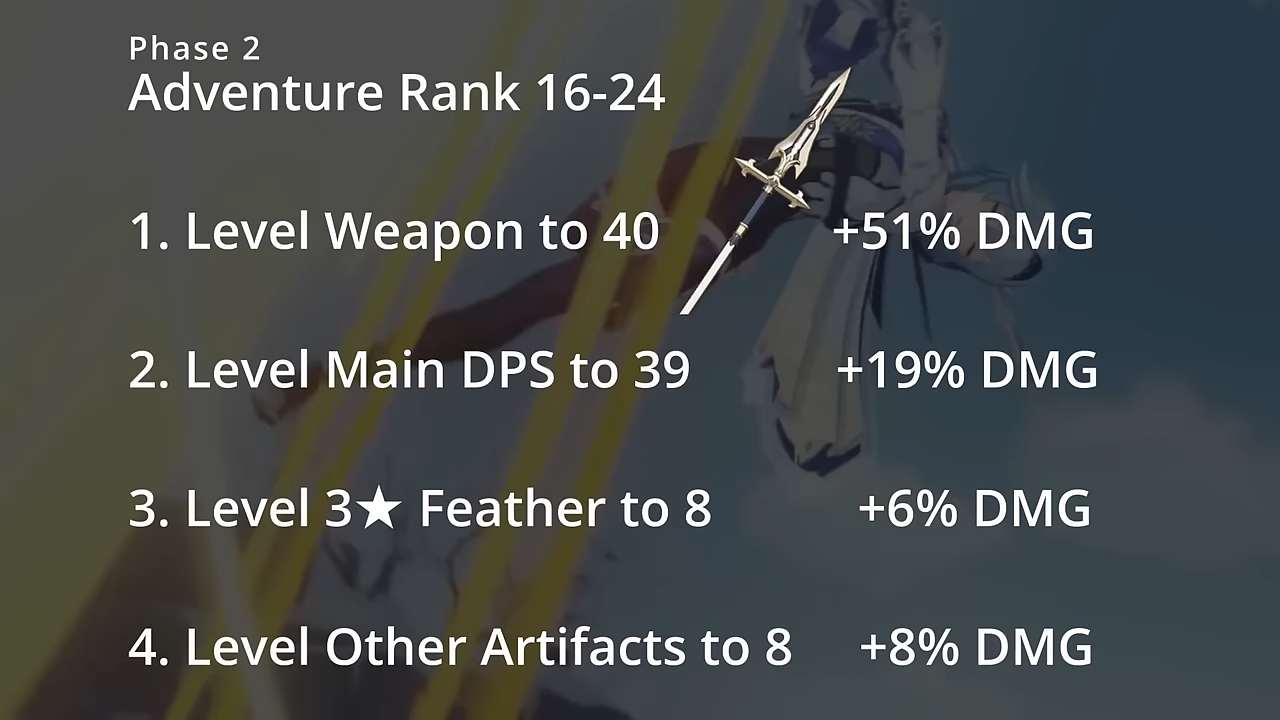 Phase 2
Adventure Rank 16-24
1. Level Weapon to 40 +51% DMG
2. Level Main DPS to 39 +19% DMG
3. Level 3★ Feather to 8 +6% DMG
4. Level Other Artifacts to 8 +8% DMG